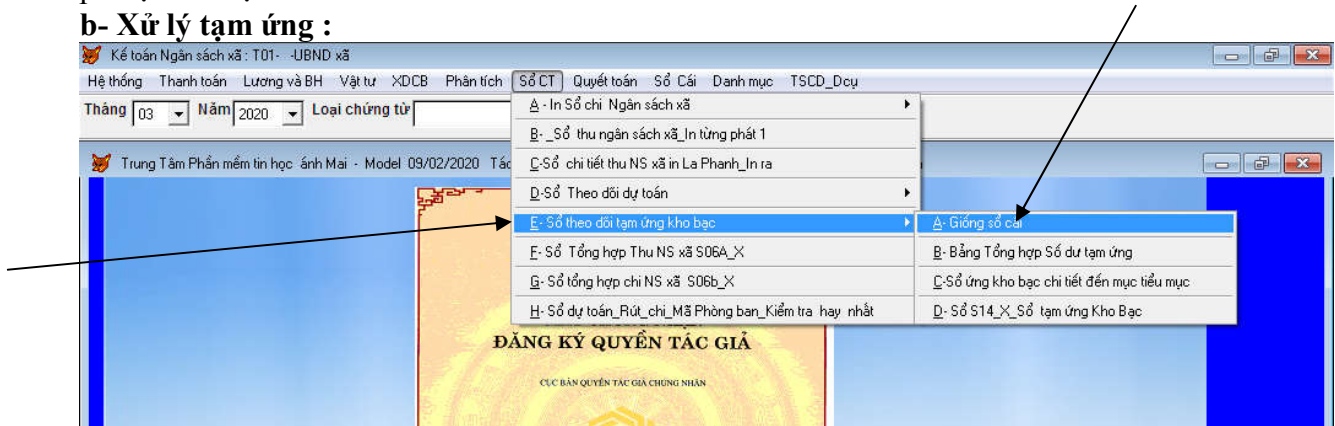 b- Xử lý tạm ứng :
Kế toán Ngân sách xã : T01- -UBND xã
Hệ thống Thanh toán Lương và BH Vật tư XDCB Phân tích Sổ CT Quyết toán Sổ Cái Danh mục TSCD_Dcụ
Tháng 03 Năm 2020 Loại chứng từ
A - In Sổ chi Ngân sách xã
B- _Sổ thu ngân sách xã_In từng phát 1
Trung Tâm Phần mềm tin học ánh Mai - Model 09/02/2020 Tác
C-Sổ chi tiết thu NS xã in La Phanh_In ra
D-Sổ Theo dõi dự toán
E- Sổ theo dõi tạm ứng kho bạc
A- Giống sổ cái
F- Sổ Tổng hợp Thu NS xã S06A_X
B- Bảng Tổng hợp Số dư tạm ứng
G- Sổ tổng hợp chi NS xã S06b_X
C-Sổ ứng kho bạc chi tiết đến mục tiểu mục
H- Sổ dự toán_Rút_chi_Mã Phòng ban_Kiểm tra hay nhất
D- Sổ S14_X_Sổ tạm ứng Kho Bạc
ĐĂNG KÝ QUYỀN TÁC GIẢ
CỤC BẢN QUYỀN TÁC GIẢ CHỨNG NHẬN